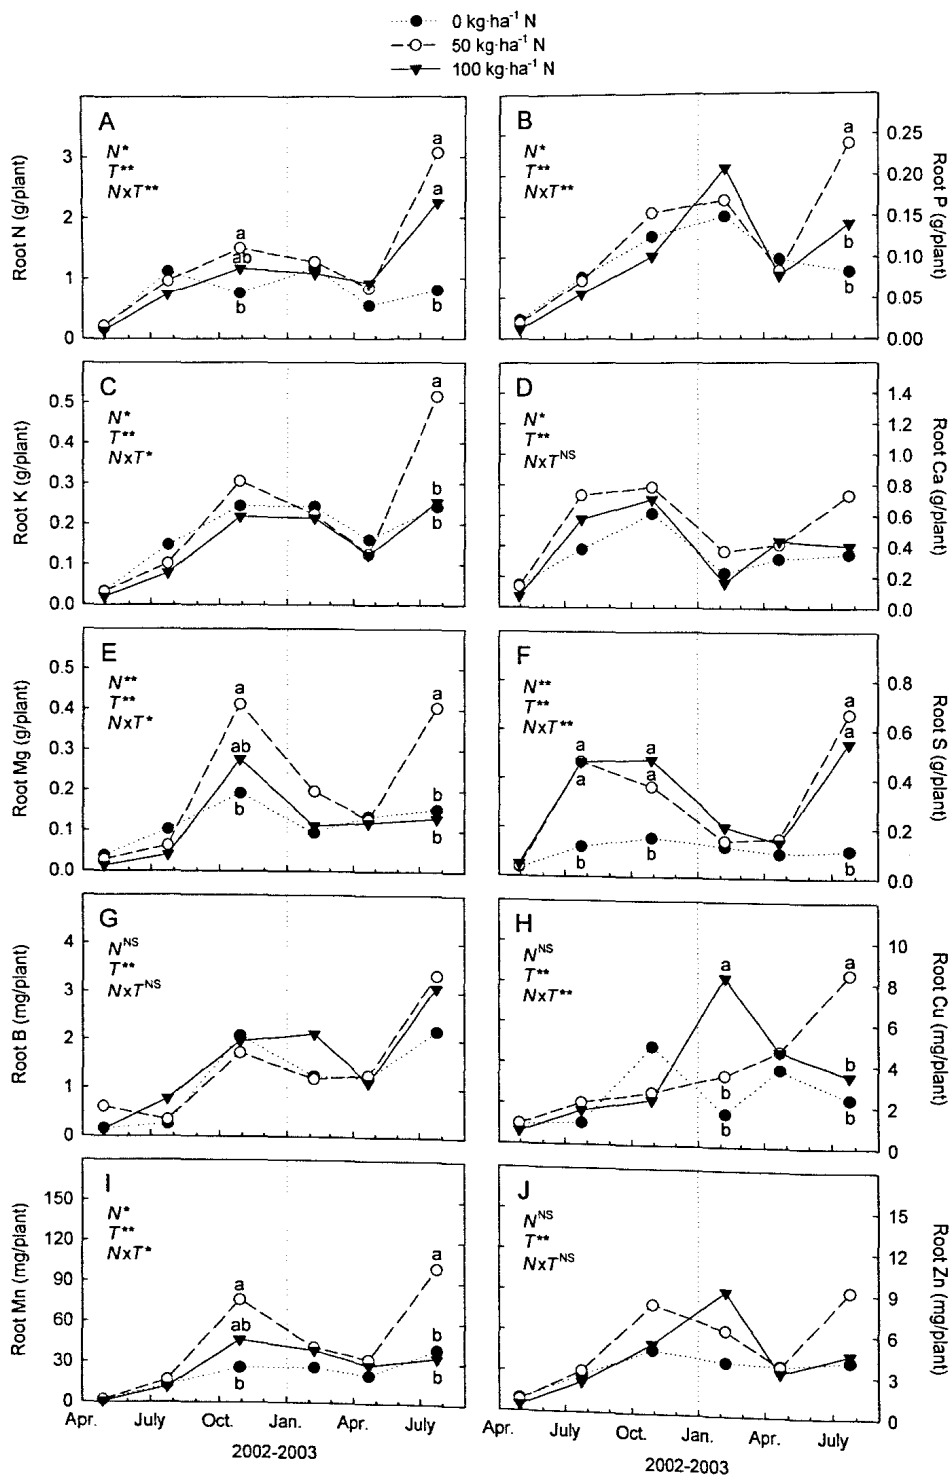 0 kg·ha⁻¹ N
50 kg·ha⁻¹ N
100 kg·ha⁻¹ N
A
N*
T**
NxT**
Root N (g/plant)
3
2
1
0
a
ab
b
a
a
b
B
N*
T**
NxT**
Root P (g/plant)
0.25
0.20
0.15
0.10
0.05
0.00
a
b
b
C
N*
T**
NxT*
Root K (g/plant)
0.5
0.4
0.3
0.2
0.1
0.0
a
b
b
D
N*
T**
NxT^NS
Root Ca (g/plant)
1.4
1.2
1.0
0.8
0.6
0.4
0.2
0.0
E
N**
T**
NxT*
Root Mg (g/plant)
0.5
0.4
0.3
0.2
0.1
0.0
a
ab
b
a
b
b
F
N**
T**
NxT**
Root S (g/plant)
0.8
0.6
0.4
0.2
0.0
a
a
b
a
a
b
a
a
b
G
N^NS
T**
NxT^NS
Root B (mg/plant)
4
3
2
1
0
H
N^NS
T**
NxT**
Root Cu (mg/plant)
10
8
6
4
2
0
a
b
b
a
b
b
I
N*
T**
NxT*
Root Mn (mg/plant)
150
120
90
60
30
0
a
ab
b
a
b
b
J
N^NS
T**
NxT^NS
Root Zn (mg/plant)
15
12
9
6
3
0
Apr. July Oct. Jan. Apr. July
2002-2003
Apr. July Oct. Jan. Apr. July
2002-2003